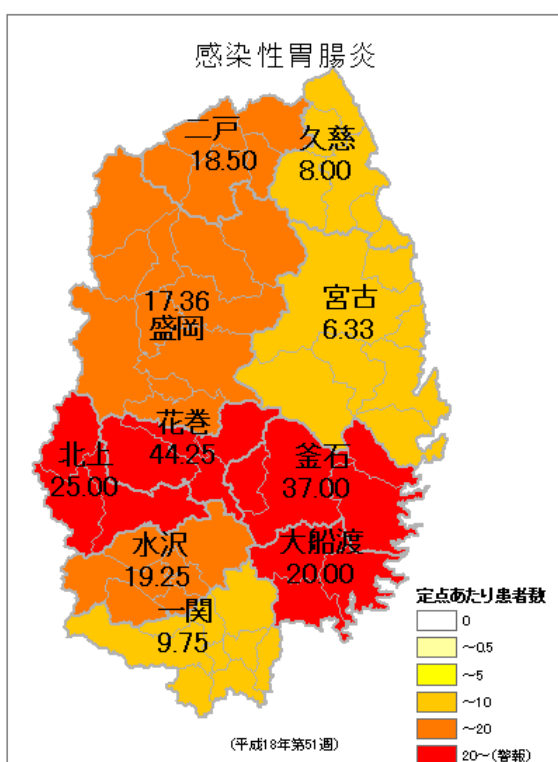 感染性胃腸炎
二戸
18.50
久慈
8.00
17.36
盛岡
宮古
6.33
花巻
44.25
北上
25.00
釜石
37.00
水沢
19.25
大船渡
20.00
一関
9.75
定点あたり患者数
0
～0.5
～5
～10
～20
20～(警報)
(平成18年第51週)